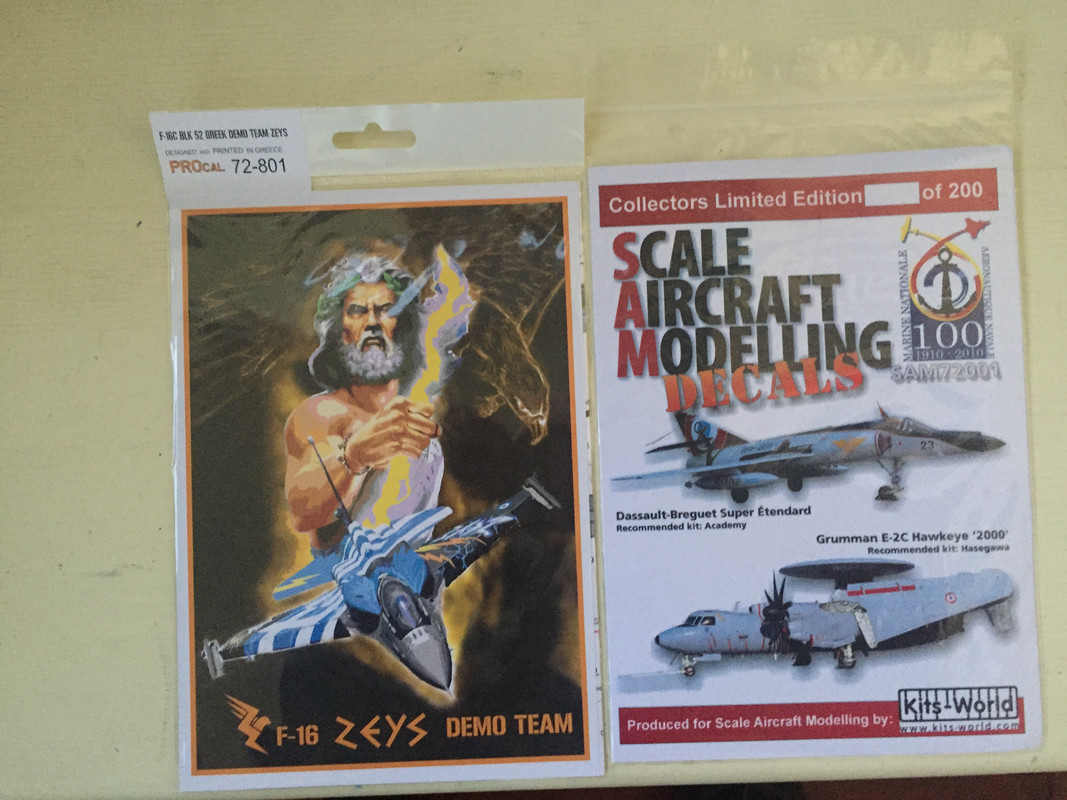 F-16C BLK 52 GREEK DEMO TEAM ZEYS
DESIGNED AND PRINTED IN GREECE
PROCAL 72-801
F-16 ZEYS DEMO TEAM
Collectors Limited Edition of 200
SCALE
AIRCRAFT
MODELLING
DECALS
MARINE NATIONALE
AERONAUTIQUE NAVALE
100
1910 - 2010
SAM72001
23
Dassault-Breguet Super Étendard
Recommended kit: Academy
Grumman E-2C Hawkeye ‘2000’
Recommended kit: Hasegawa
Produced for Scale Aircraft Modelling by:
Kits-World
www.kits-world.com